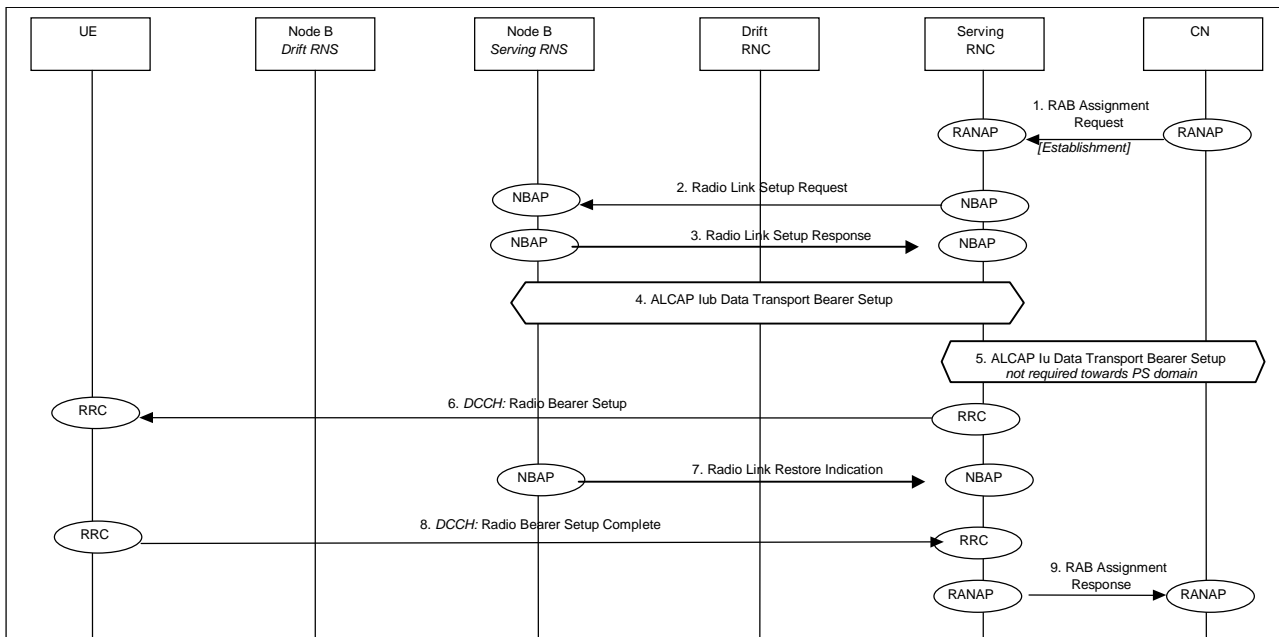 UE
Node B
Drift RNS
Node B
Serving RNS
Drift
RNC
Serving
RNC
CN
1. RAB Assignment
Request
RANAP
RANAP
[Establishment]
2. Radio Link Setup Request
NBAP
NBAP
3. Radio Link Setup Response
NBAP
NBAP
4. ALCAP Iub Data Transport Bearer Setup
5. ALCAP Iu Data Transport Bearer Setup
not required towards PS domain
6. DCCH: Radio Bearer Setup
RRC
RRC
7. Radio Link Restore Indication
NBAP
NBAP
8. DCCH: Radio Bearer Setup Complete
RRC
RRC
9. RAB Assignment
Response
RANAP
RANAP